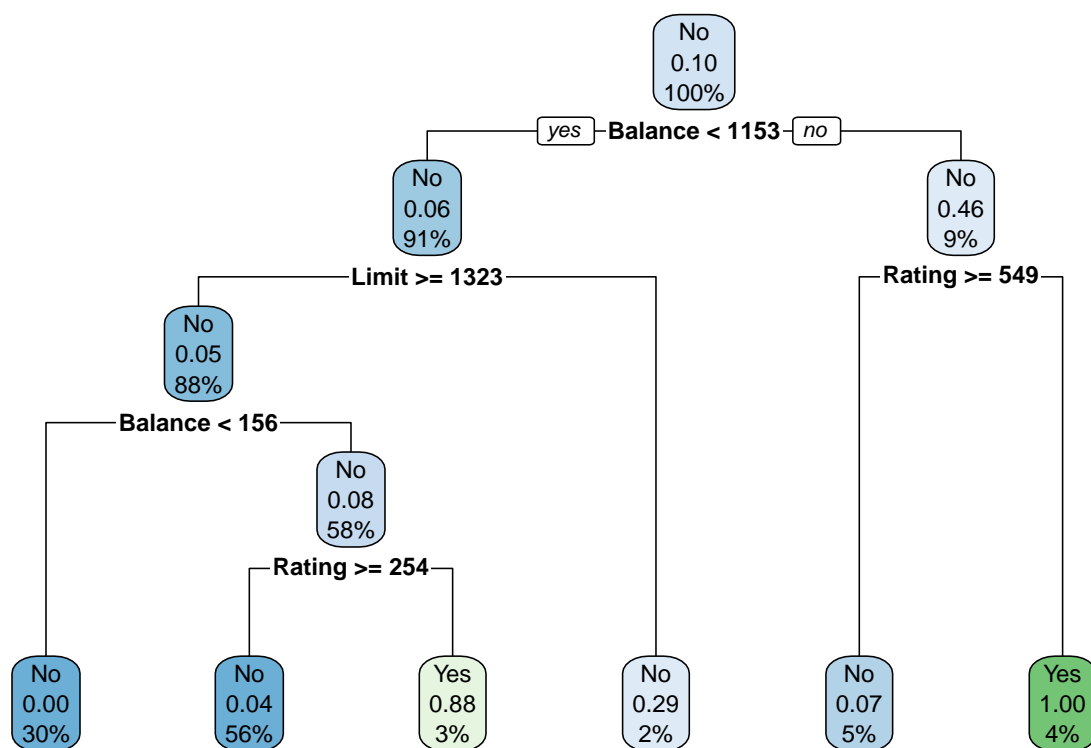 No
0.10
100%
yes Balance < 1153 no
No
0.06
91%
No
0.46
9%
Limit >= 1323
Rating >= 549
No
0.05
88%
Balance < 156
No
0.08
58%
Rating >= 254
No
0.00
30%
No
0.04
56%
Yes
0.88
3%
No
0.29
2%
No
0.07
5%
Yes
1.00
4%